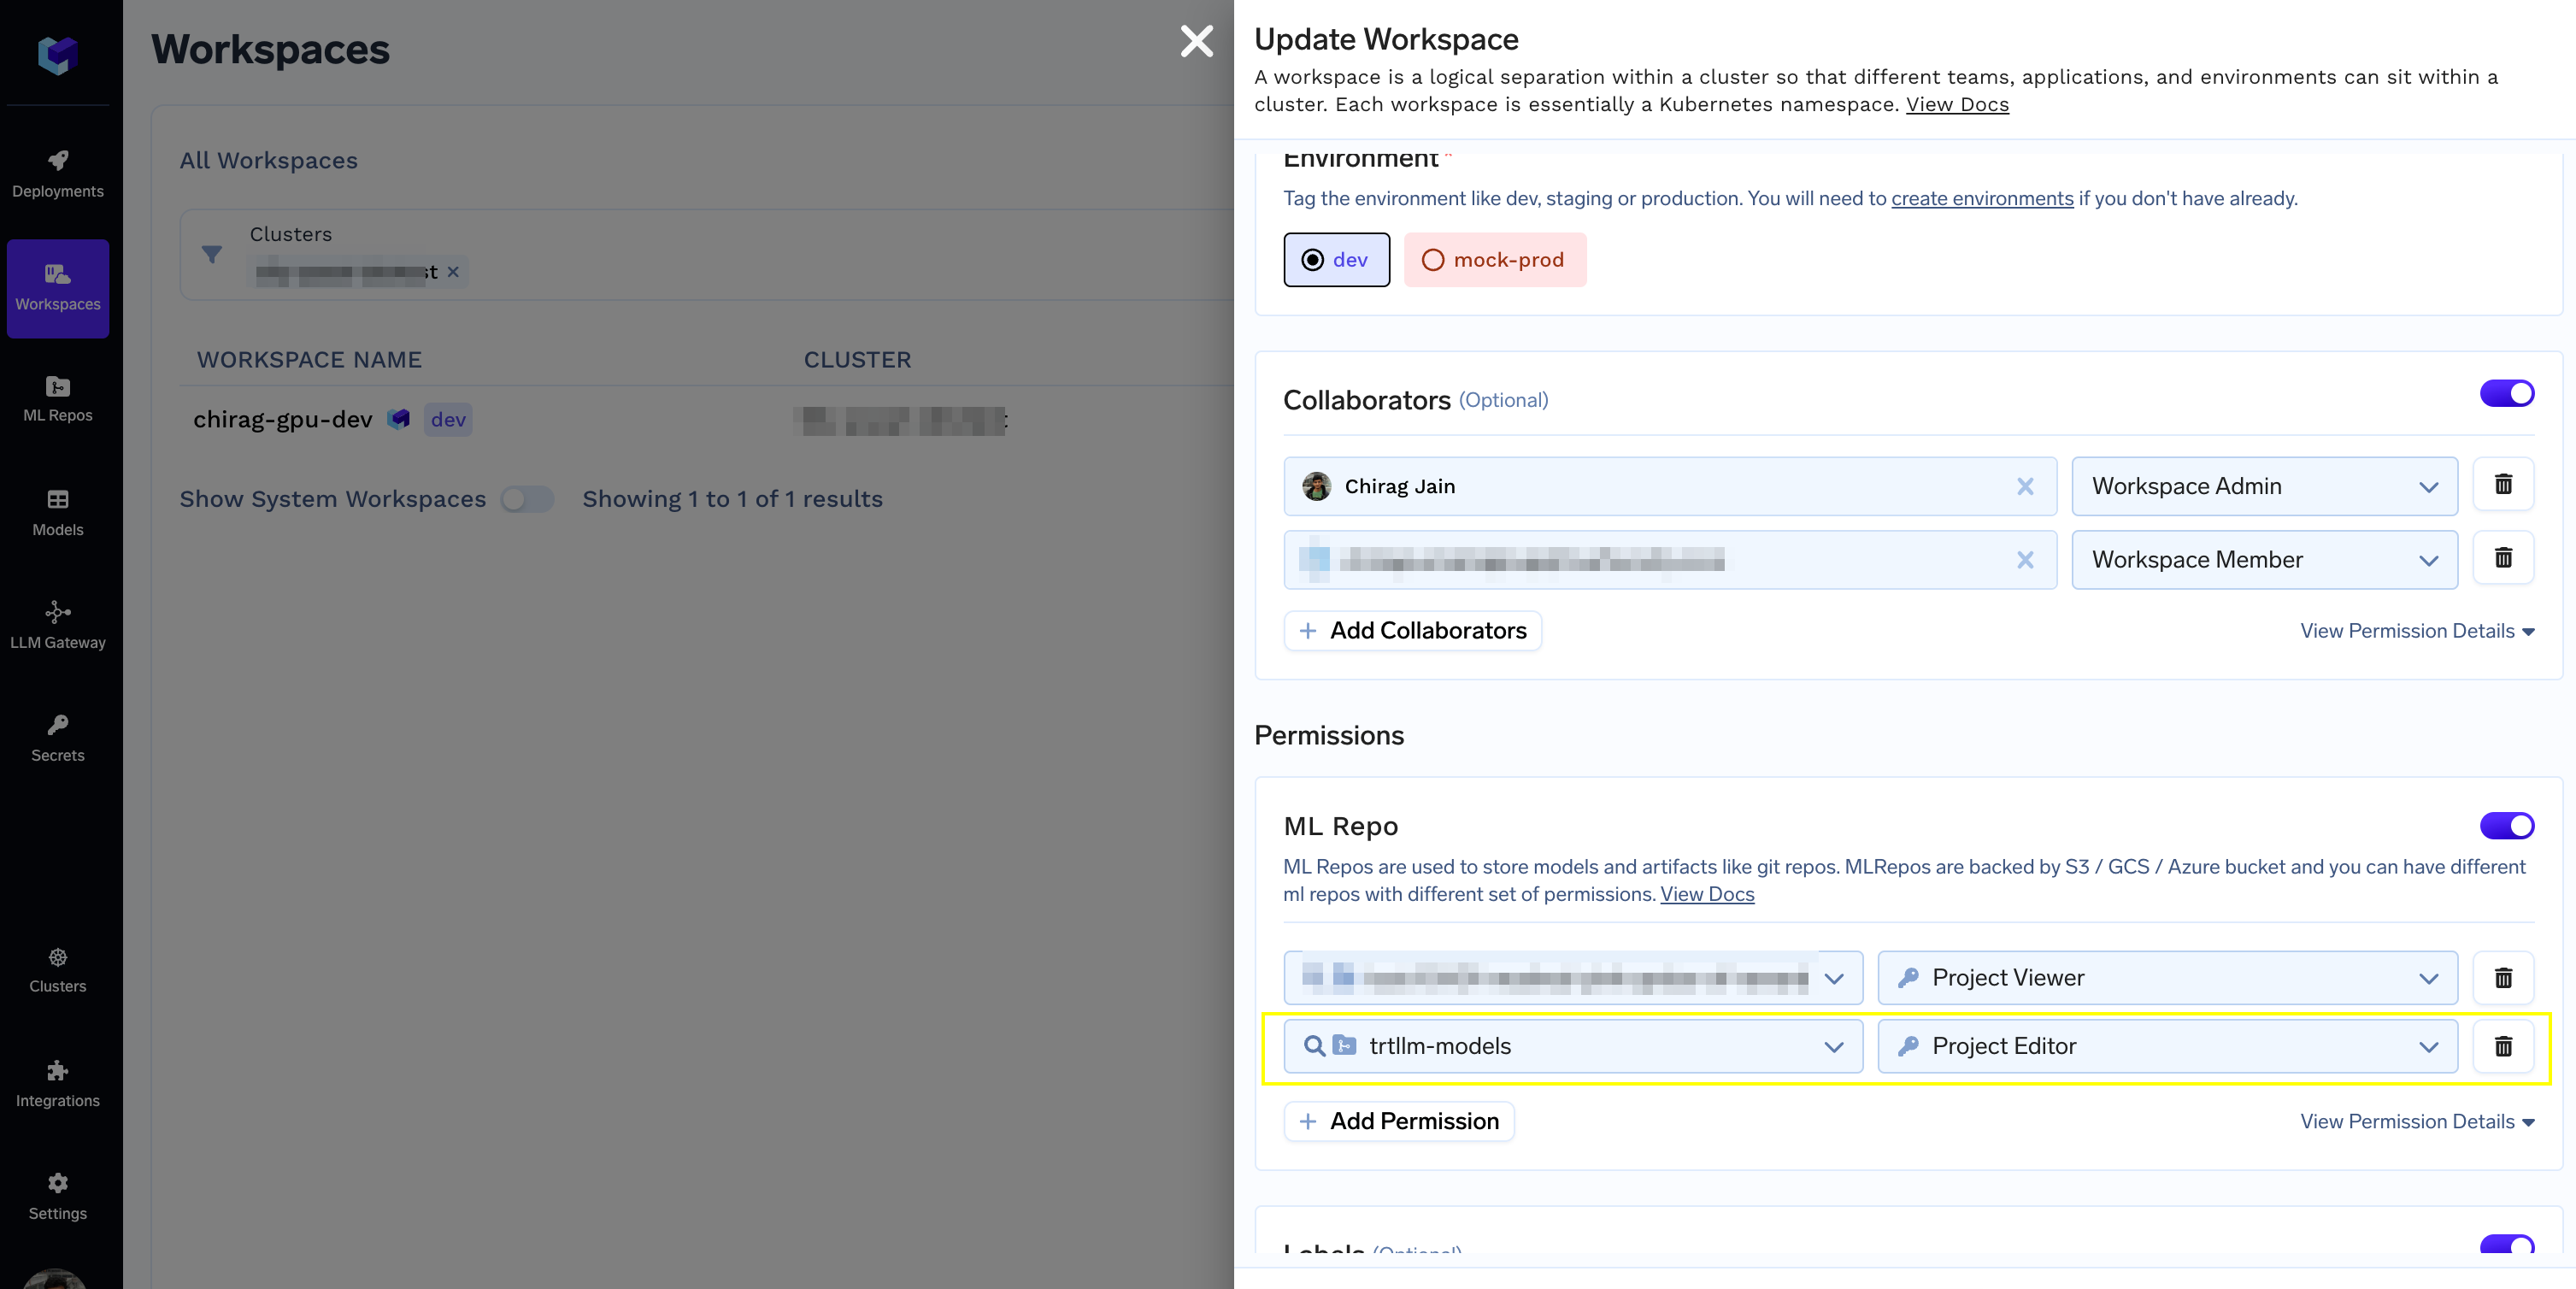 Deployments
Workspaces
ML Repos
Models
LLM Gateway
Secrets
Clusters
Integrations
Settings
Workspaces
All Workspaces
Clusters
WORKSPACE NAME CLUSTER
chirag-gpu-dev dev
Show System Workspaces Showing 1 to 1 of 1 results
Update Workspace
A workspace is a logical separation within a cluster so that different teams, applications, and environments can sit within a
cluster. Each workspace is essentially a Kubernetes namespace. View Docs
Environment *
Tag the environment like dev, staging or production. You will need to create environments if you don't have already.
dev mock-prod
Collaborators (Optional)
Chirag Jain Workspace Admin
Workspace Member
+ Add Collaborators View Permission Details
Permissions
ML Repo
ML Repos are used to store models and artifacts like git repos. MLRepos are backed by S3 / GCS / Azure bucket and you can have different
ml repos with different set of permissions. View Docs
Project Viewer
trtllm-models Project Editor
+ Add Permission View Permission Details
Labels (Optional)